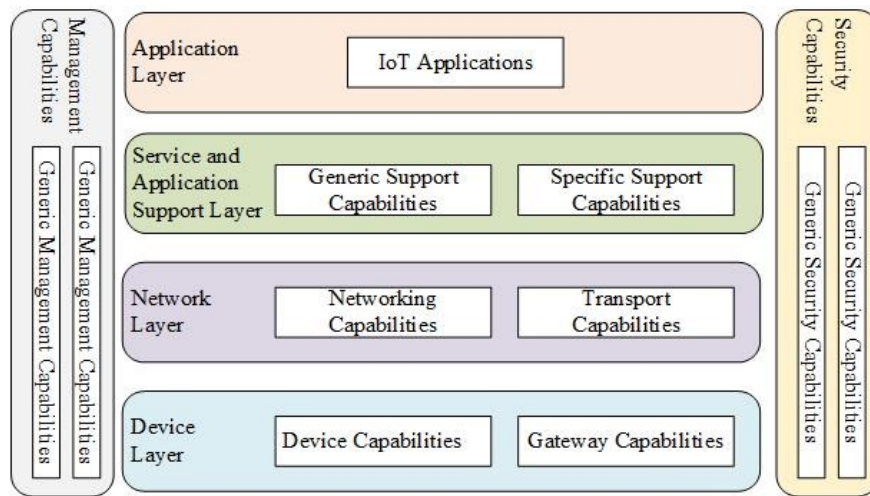 Management
Capabilities
Generic Management Capabilities
Generic Management Capabilities
Application
Layer
IoT Applications
Service and
Application
Support Layer
Generic Support
Capabilities
Specific Support
Capabilities
Network
Layer
Networking
Capabilities
Transport
Capabilities
Device
Layer
Device Capabilities
Gateway Capabilities
Security
Capabilities
Generic Security Capabilities
Generic Security Capabilities